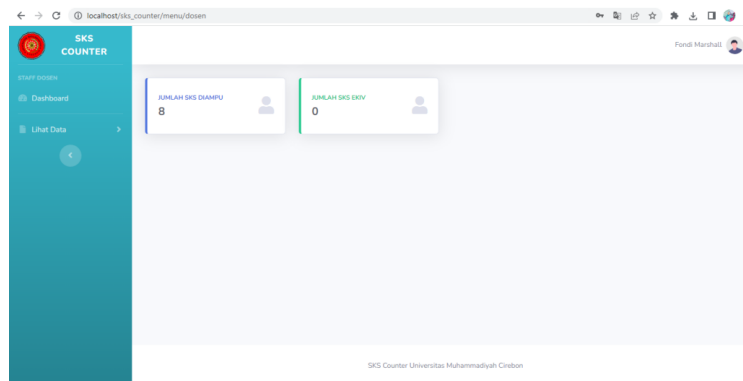 localhost/sks_counter/menu/dosen
SKS
COUNTER
Fondi Marshall
STAFF DOSEN
Dashboard
Lihat Data
JUMLAH SKS DIAMPU
8
JUMLAH SKS EKIV
0
SKS Counter Universitas Muhammadiyah Cirebon